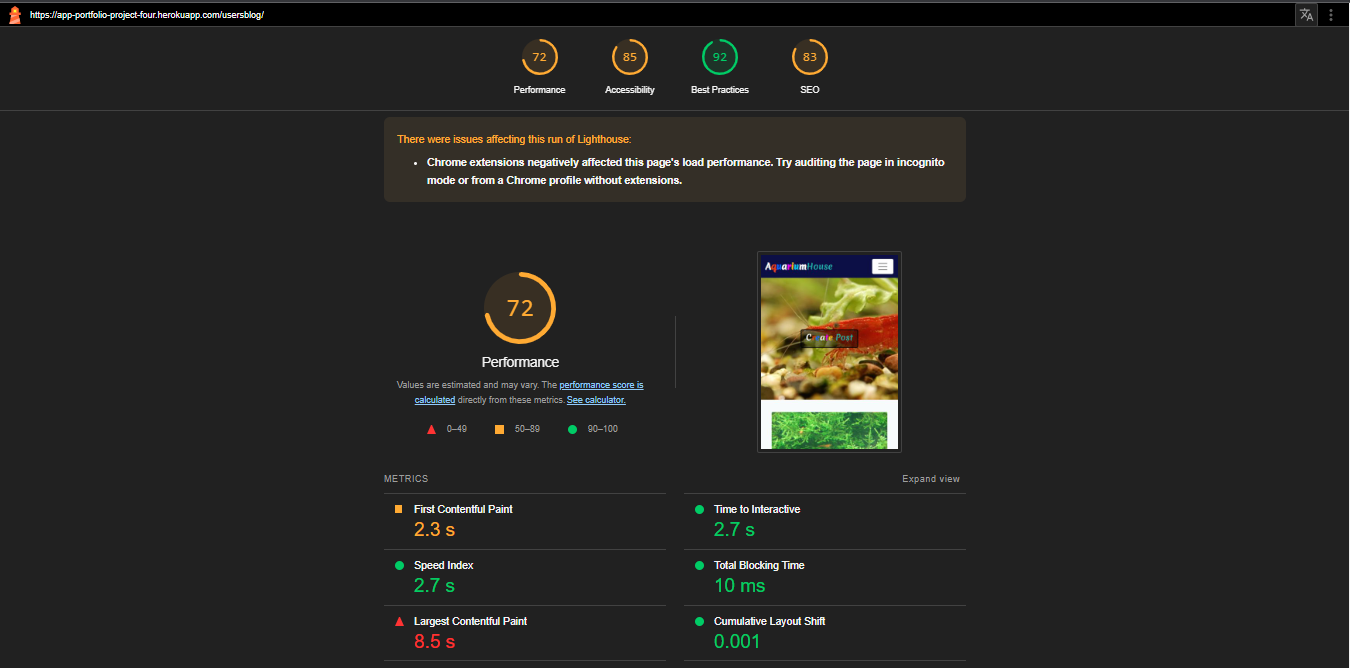 https://app-portfolio-project-four.herokuapp.com/usersblog/
72
85
92
83
Performance
Accessibility
Best Practices
SEO
There were issues affecting this run of Lighthouse:
• Chrome extensions negatively affected this page's load performance. Try auditing the page in incognito
mode or from a Chrome profile without extensions.
72
Performance
Values are estimated and may vary. The performance score is
calculated directly from these metrics. See calculator.
0–49
50–89
90–100
AquariumHouse
Create Post
METRICS
Expand view
First Contentful Paint
2.3 s
Time to Interactive
2.7 s
Speed Index
2.7 s
Total Blocking Time
10 ms
Largest Contentful Paint
8.5 s
Cumulative Layout Shift
0.001